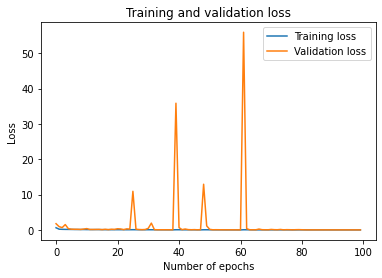 Training and validation loss
Training loss
Validation loss
Loss
50
40
30
20
10
0
0 20 40 60 80 100
Number of epochs